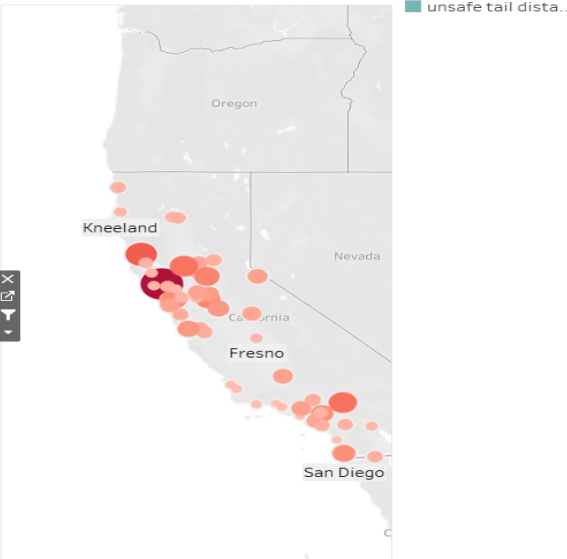 unsafe tail dista..
Oregon
Kneeland
Nevada
California
Fresno
San Diego
C